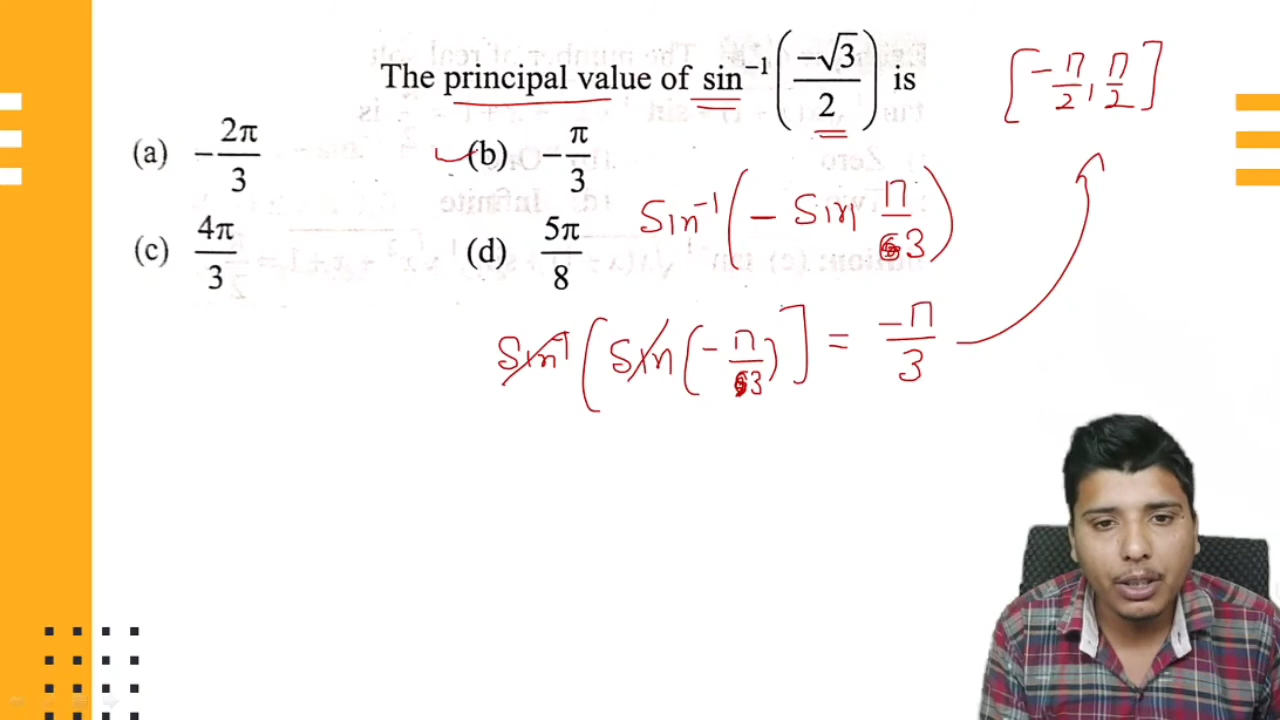 The principal value of sin⁻¹(-√3/2) is
[-π/2, π/2]
(a) -2π/3 (b) -π/3
(c) 4π/3 (d) 5π/8
Sin⁻¹(- Sin π/3)
Sin⁻¹[Sin(-π/3)] = -π/3